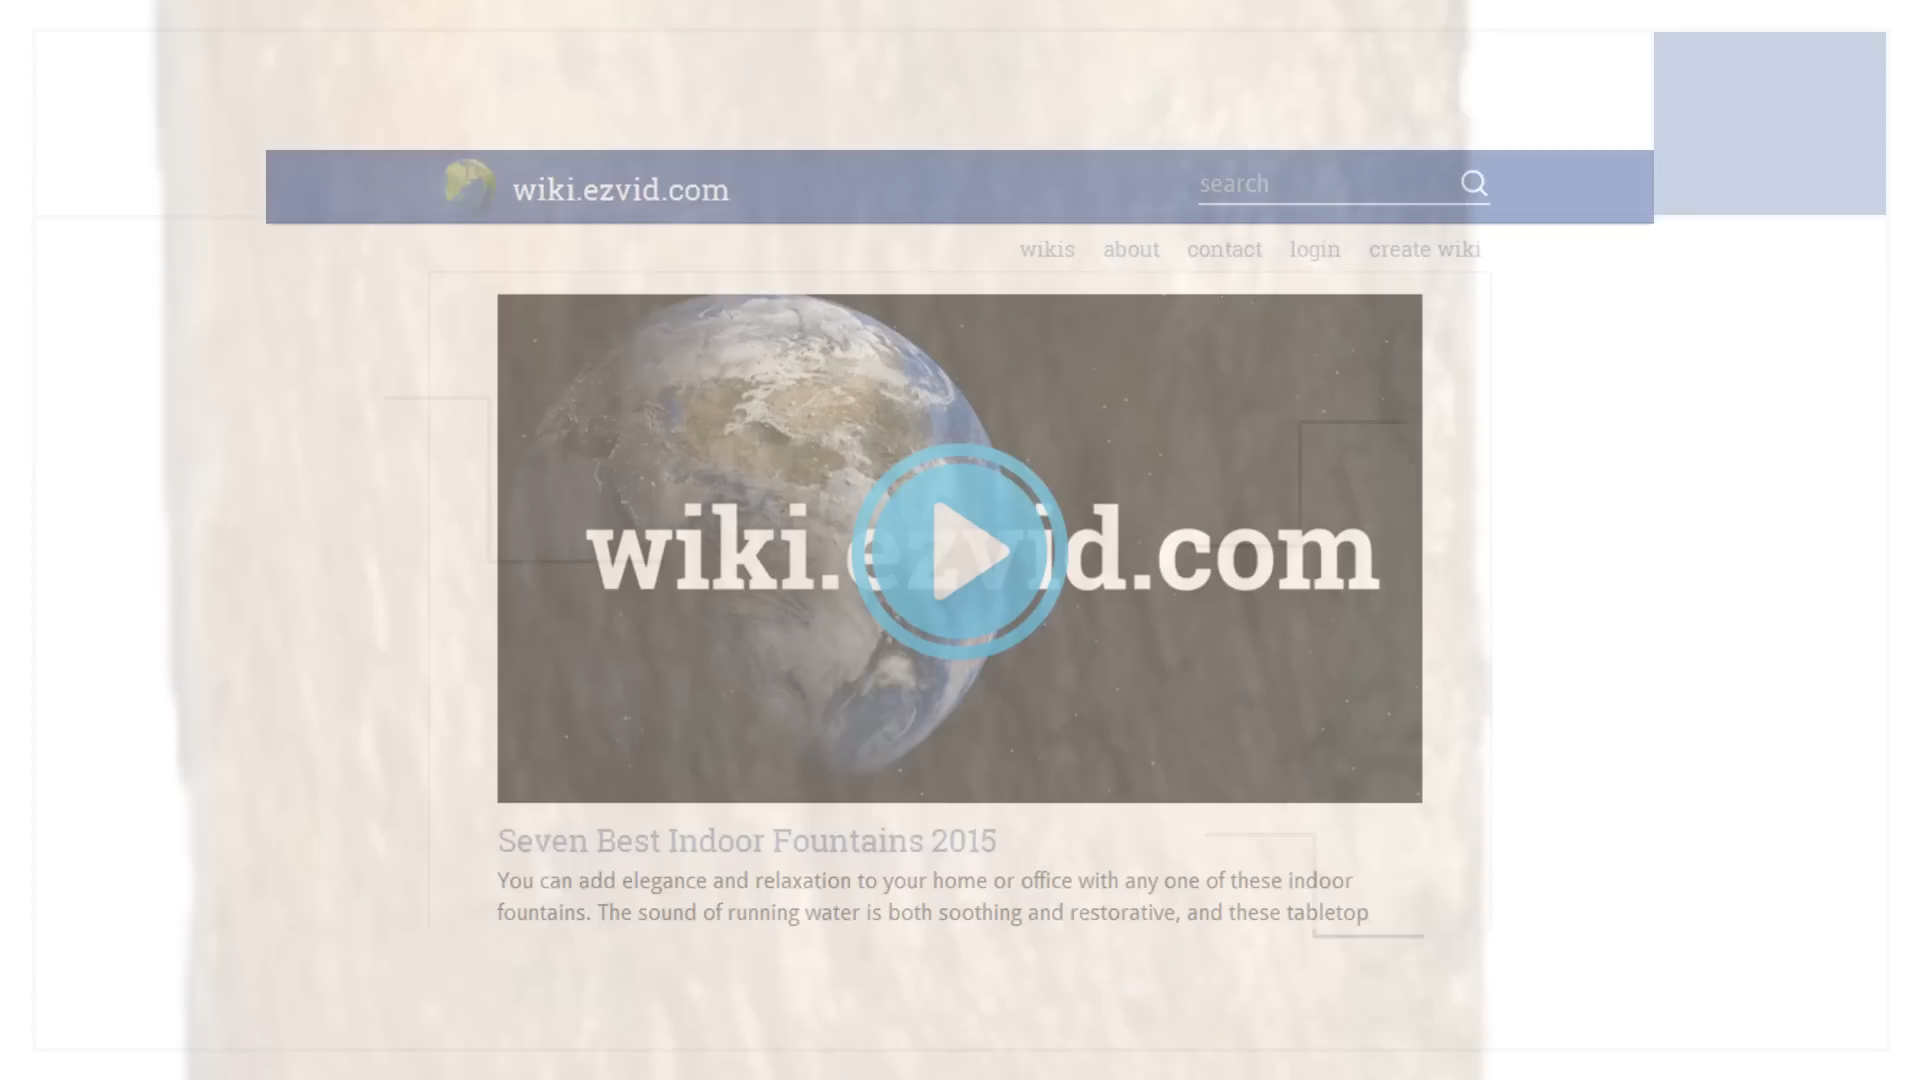 wiki.ezvid.com
search
wikis about contact login create wiki
wiki.ezvid.com
Seven Best Indoor Fountains 2015
You can add elegance and relaxation to your home or office with any one of these indoor
fountains. The sound of running water is both soothing and restorative, and these tabletop